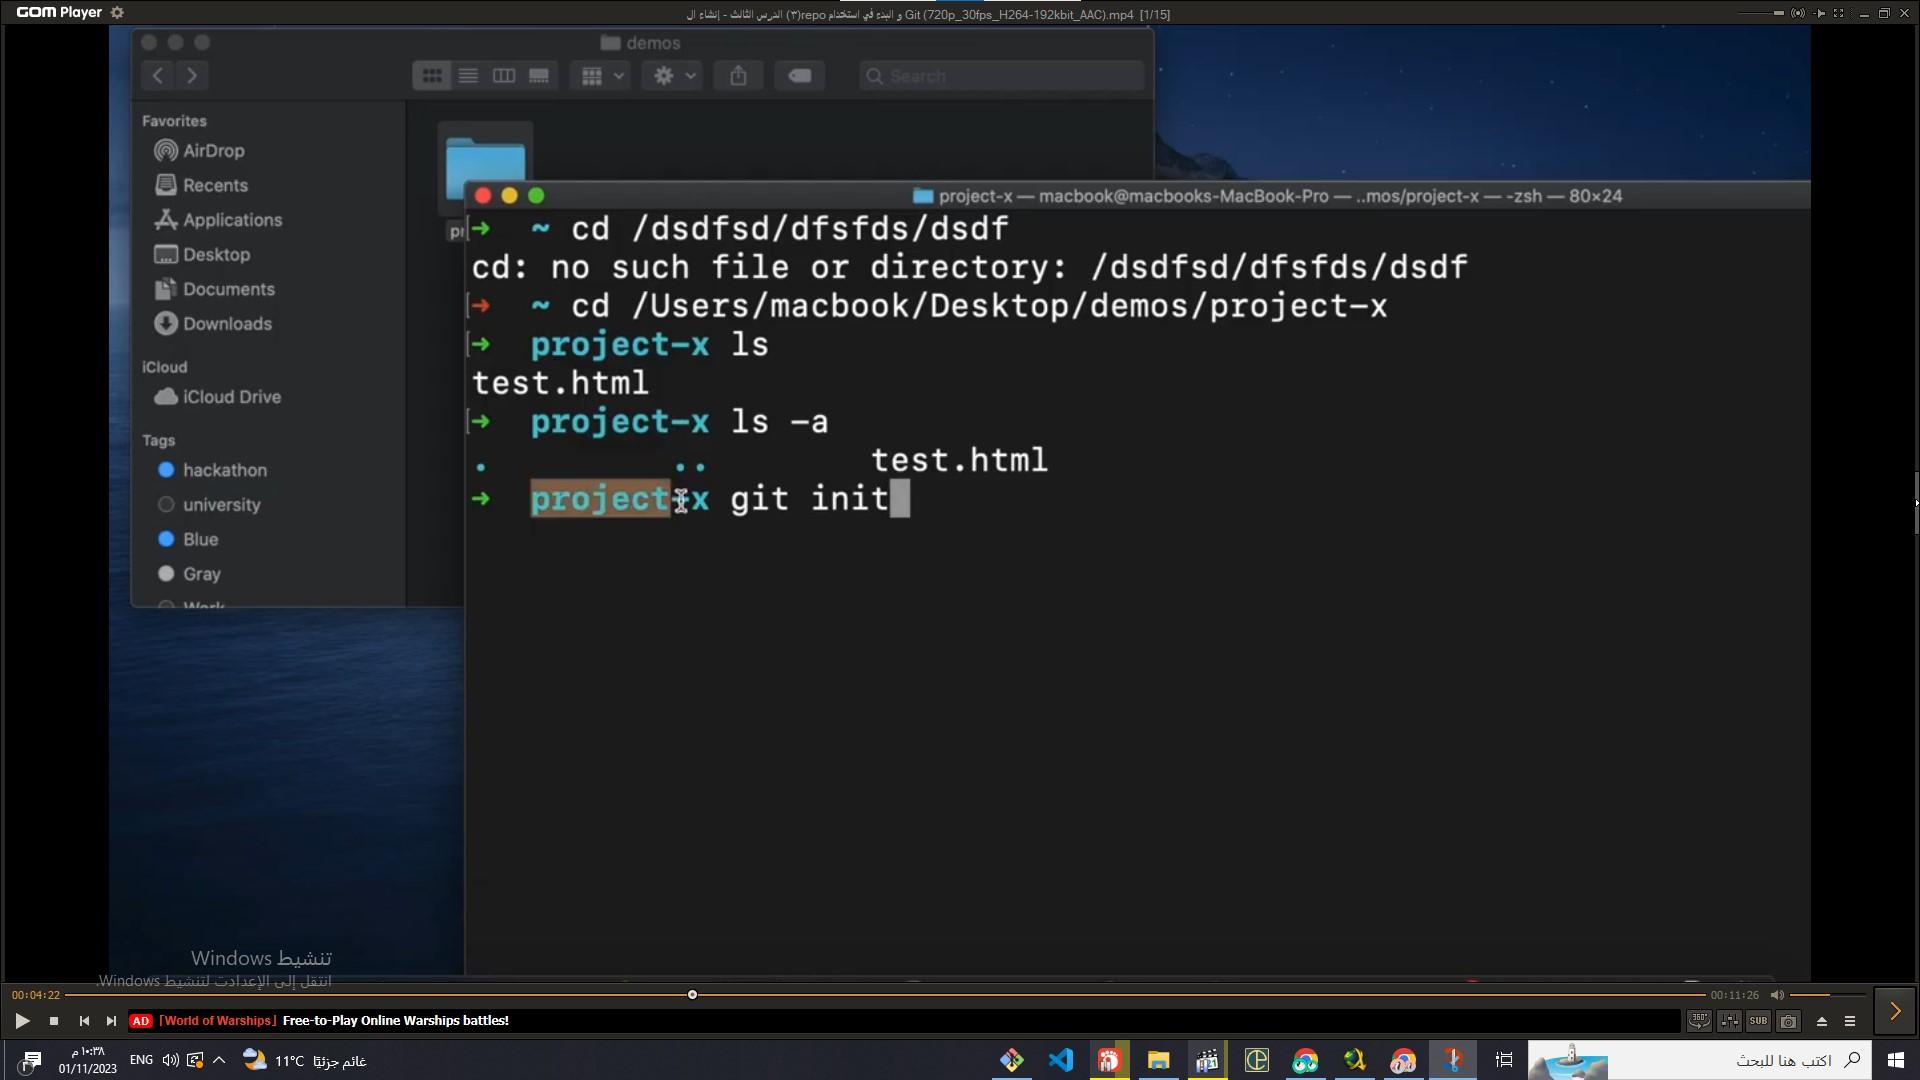 GOM Player
Git (720p_30fps_H264-192kbit_AAC).mp4 و البدء في استخدام repo(٣) الدرس الثالث - إنشاء ال [1/15]
demos
Search
Favorites
AirDrop
Recents
Applications
Desktop
Documents
Downloads
iCloud
iCloud Drive
Tags
hackathon
university
Blue
Gray
Work
project-x — macbook@macbooks-MacBook-Pro — ..mos/project-x — -zsh — 80×24
➜ ~ cd /dsdfsd/dfsfds/dsdf
cd: no such file or directory: /dsdfsd/dfsfds/dsdf
➜ ~ cd /Users/macbook/Desktop/demos/project-x
➜ project-x ls
test.html
➜ project-x ls -a
. .. test.html
➜ project-x git init
تنشيط Windows
انتقل إلى الإعدادت لتنشيط Windows.
00:04:22
00:11:26
AD [World of Warships] Free-to-Play Online Warships battles!
360°
SUB
١٠:٣٨ م
01/11/2023
ENG
11°C غائم جزئيًا
321
اكتب هنا للبحث